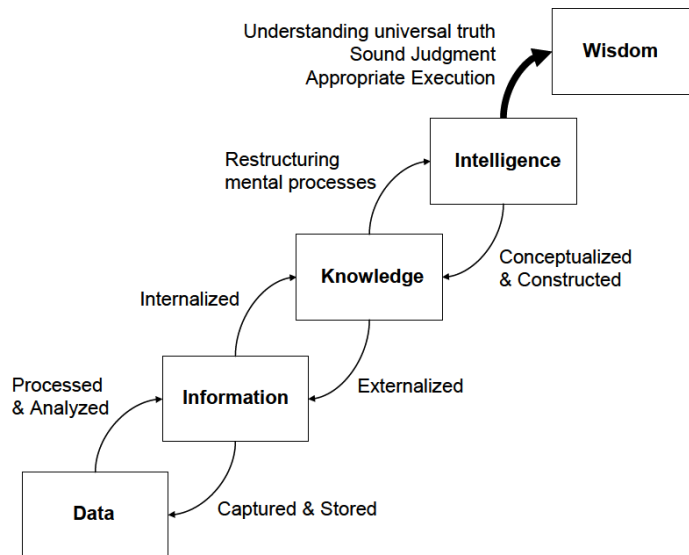 Understanding universal truth
Sound Judgment
Appropriate Execution
Wisdom
Restructuring
mental processes
Intelligence
Conceptualized
& Constructed
Internalized
Knowledge
Externalized
Processed
& Analyzed
Information
Captured & Stored
Data